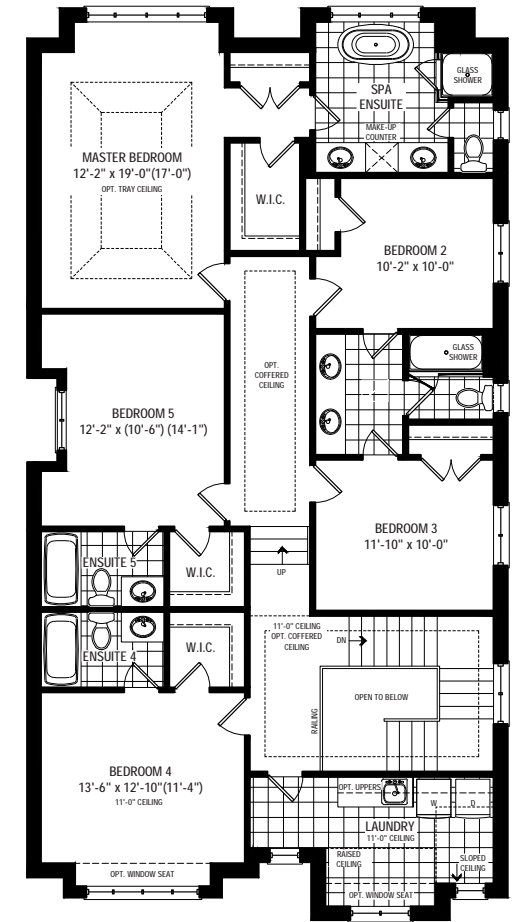 GLASS
SHOWER
SPA
ENSUITE
MAKE-UP
COUNTER
MASTER BEDROOM
12'-2" x 19'-0"(17'-0")
OPT. TRAY CEILING
W.I.C.
BEDROOM 2
10'-2" x 10'-0"
GLASS
SHOWER
OPT.
COFFERED
CEILING
BEDROOM 5
12'-2" x (10'-6") (14'-1")
BEDROOM 3
11'-10" x 10'-0"
ENSUITE 5
W.I.C.
UP
11'-0" CEILING
OPT. COFFERED
CEILING
DN
ENSUITE 4
W.I.C.
OPEN TO BELOW
RAILING
BEDROOM 4
13'-6" x 12'-10"(11'-4")
11'-0" CEILING
OPT. UPPERS
W
D
LAUNDRY
11'-0" CEILING
RAISED
CEILING
SLOPED
CEILING
OPT. WINDOW SEAT
OPT. WINDOW SEAT